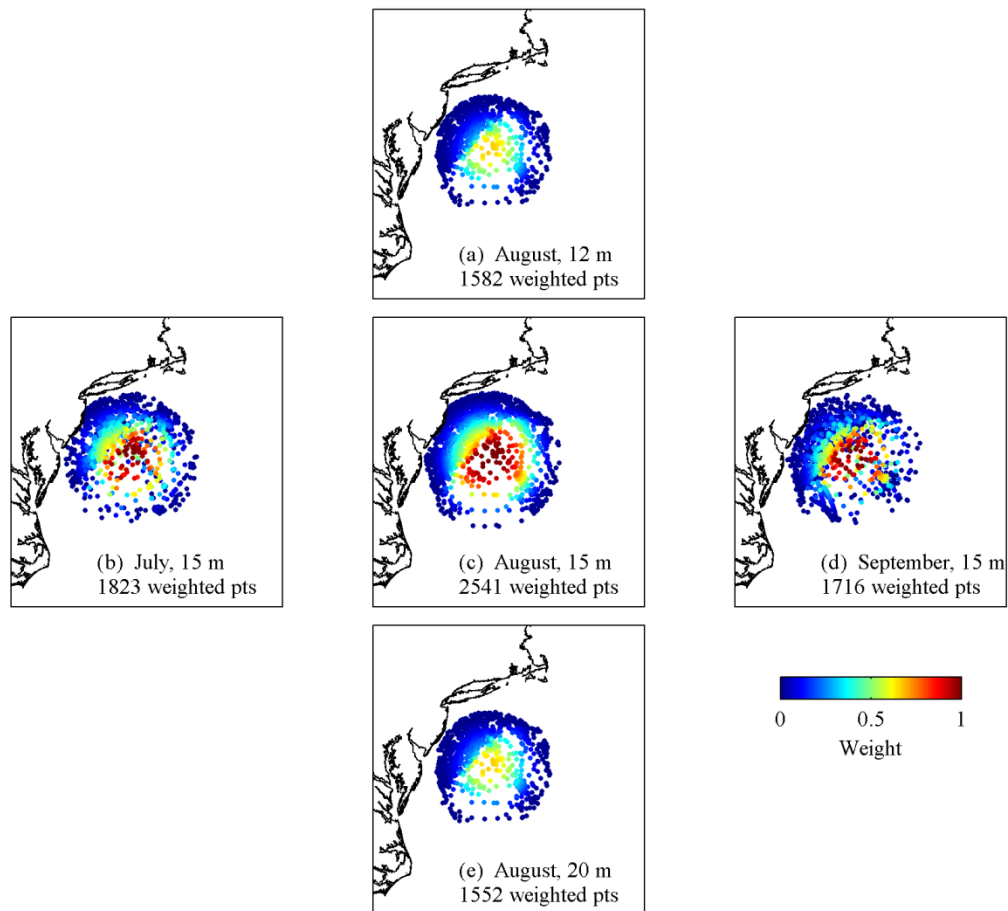 (a)  August, 12 m
1582 weighted pts
(b)  July, 15 m
1823 weighted pts
(c)  August, 15 m
2541 weighted pts
(d)  September, 15 m
1716 weighted pts
(e)  August, 20 m
1552 weighted pts
0 0.5 1
Weight